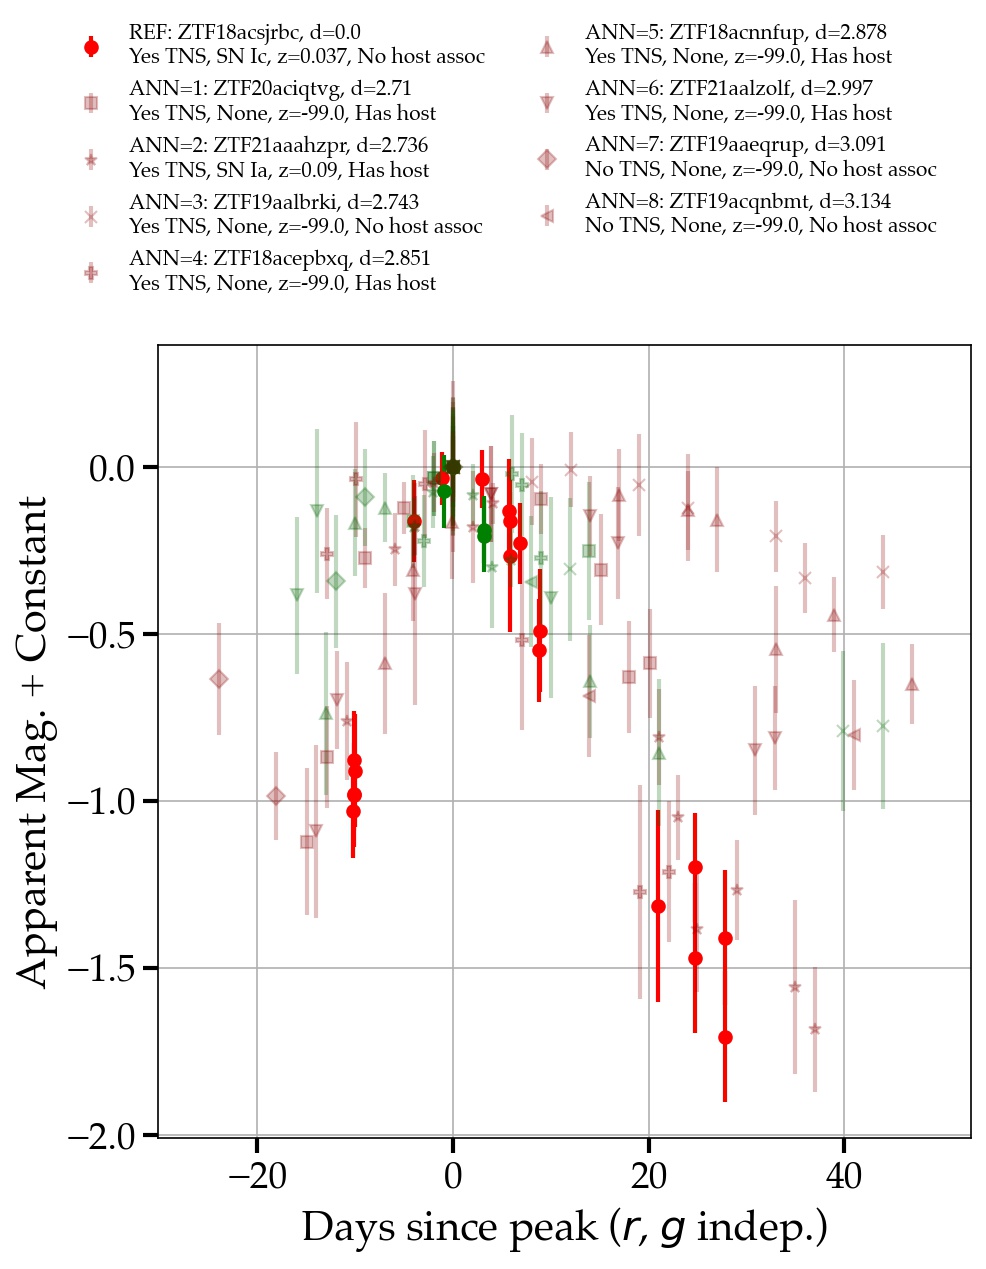 REF: ZTF18acsjrbc, d=0.0
Yes TNS, SN Ic, z=0.037, No host assoc
ANN=1: ZTF20aciqtvg, d=2.71
Yes TNS, None, z=-99.0, Has host
ANN=2: ZTF21aaahzpr, d=2.736
Yes TNS, SN Ia, z=0.09, Has host
ANN=3: ZTF19aalbrki, d=2.743
Yes TNS, None, z=-99.0, No host assoc
ANN=4: ZTF18acepbxq, d=2.851
Yes TNS, None, z=-99.0, Has host
ANN=5: ZTF18acnnfup, d=2.878
Yes TNS, None, z=-99.0, Has host
ANN=6: ZTF21aalzolf, d=2.997
Yes TNS, None, z=-99.0, Has host
ANN=7: ZTF19aaeqrup, d=3.091
No TNS, None, z=-99.0, No host assoc
ANN=8: ZTF19acqnbmt, d=3.134
No TNS, None, z=-99.0, No host assoc
Apparent Mag. + Constant
0.0
−0.5
−1.0
−1.5
−2.0
−20
0
20
40
Days since peak (r, g indep.)